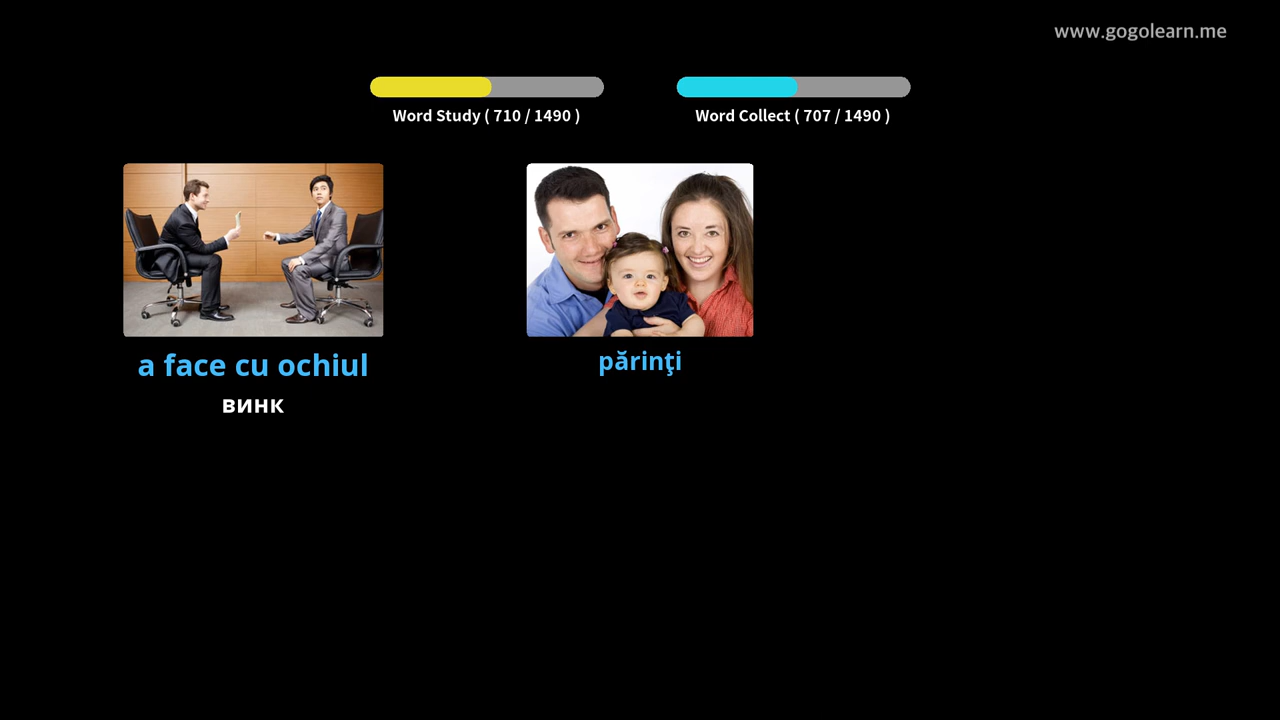 www.gogolearn.me
Word Study ( 710 / 1490 )
Word Collect ( 707 / 1490 )
a face cu ochiul
винк
părinţi